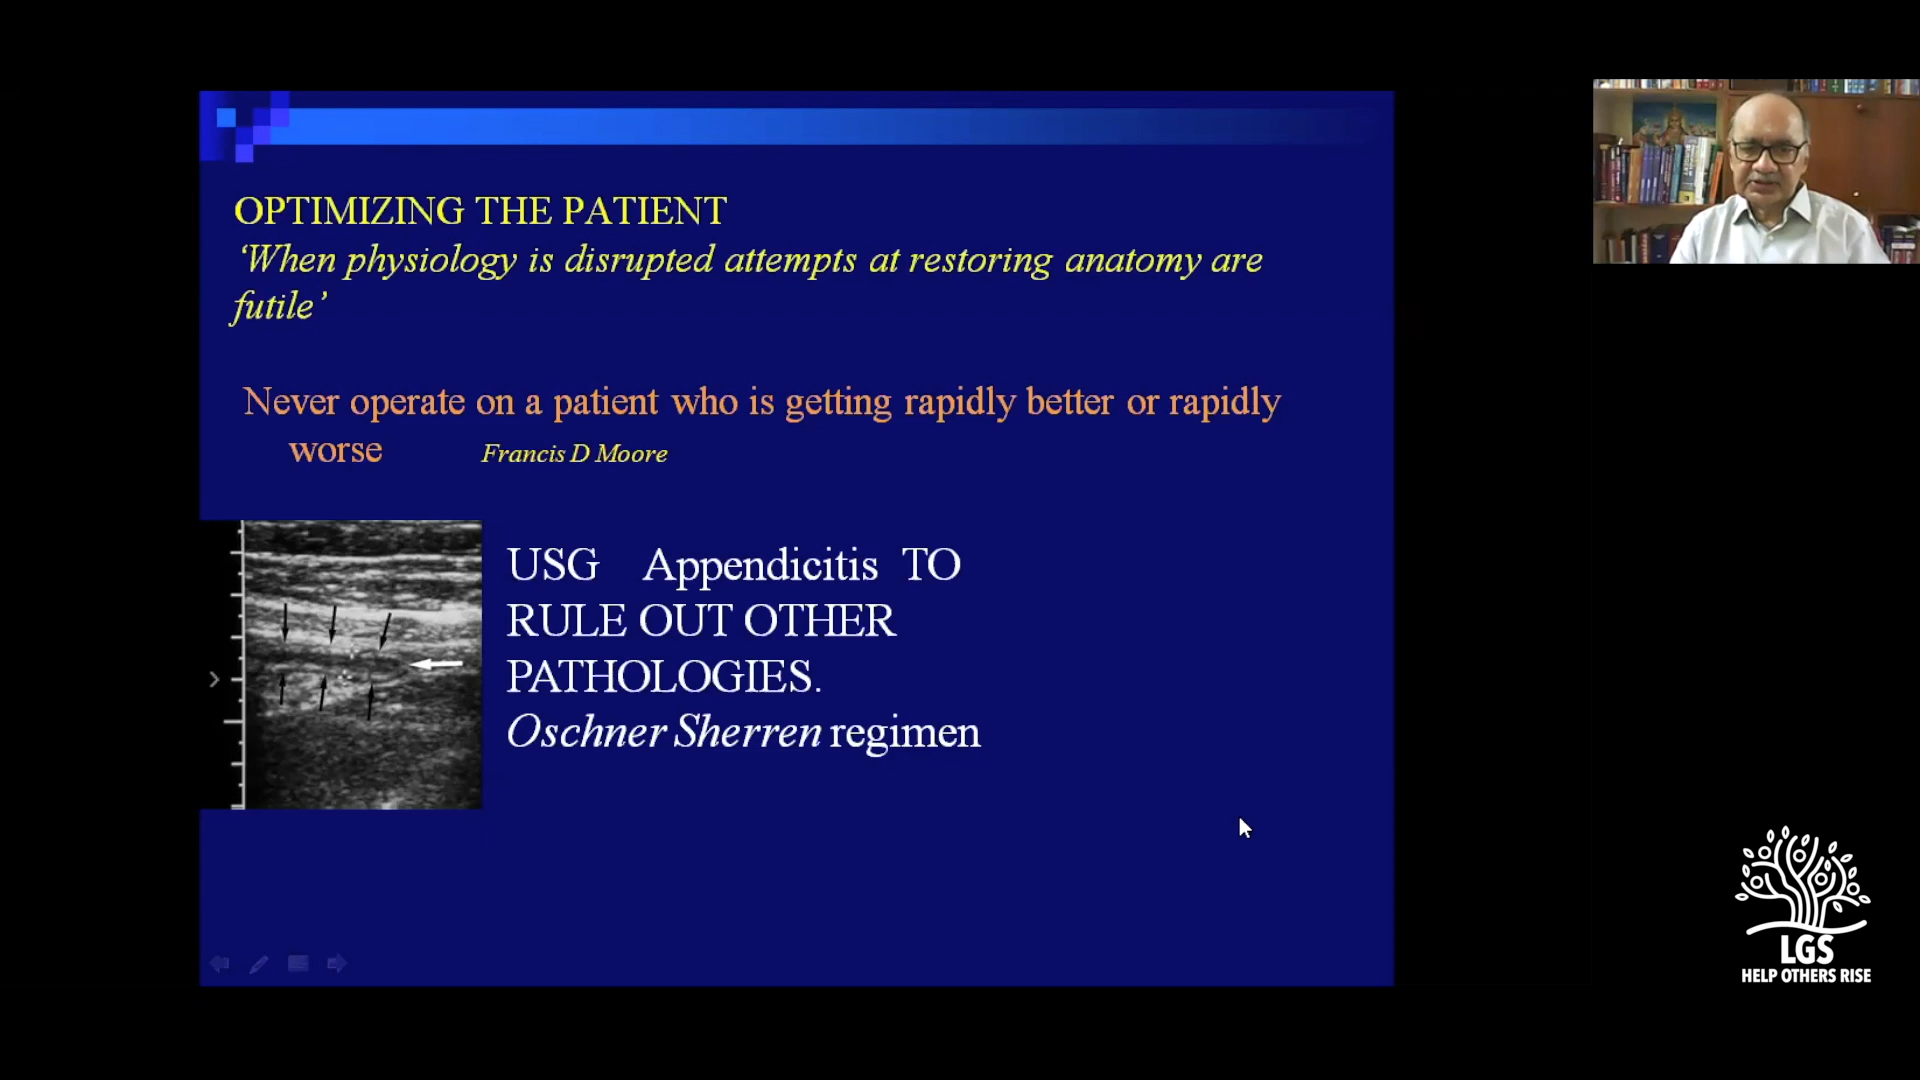 OPTIMIZING THE PATIENT
‘When physiology is disrupted attempts at restoring anatomy are
futile’
Never operate on a patient who is getting rapidly better or rapidly
worse Francis D Moore
USG Appendicitis TO
RULE OUT OTHER
PATHOLOGIES.
Oschner Sherren regimen
LGS
HELP OTHERS RISE